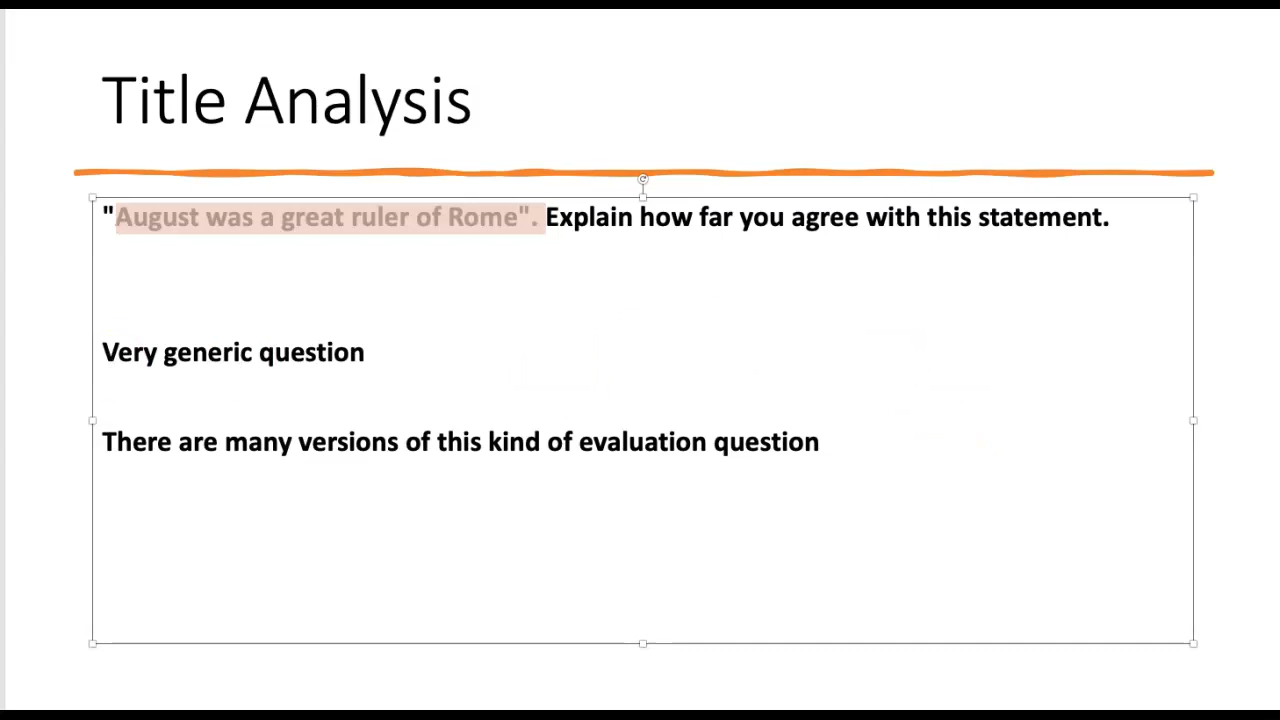 Title Analysis
"August was a great ruler of Rome". Explain how far you agree with this statement.
Very generic question
There are many versions of this kind of evaluation question